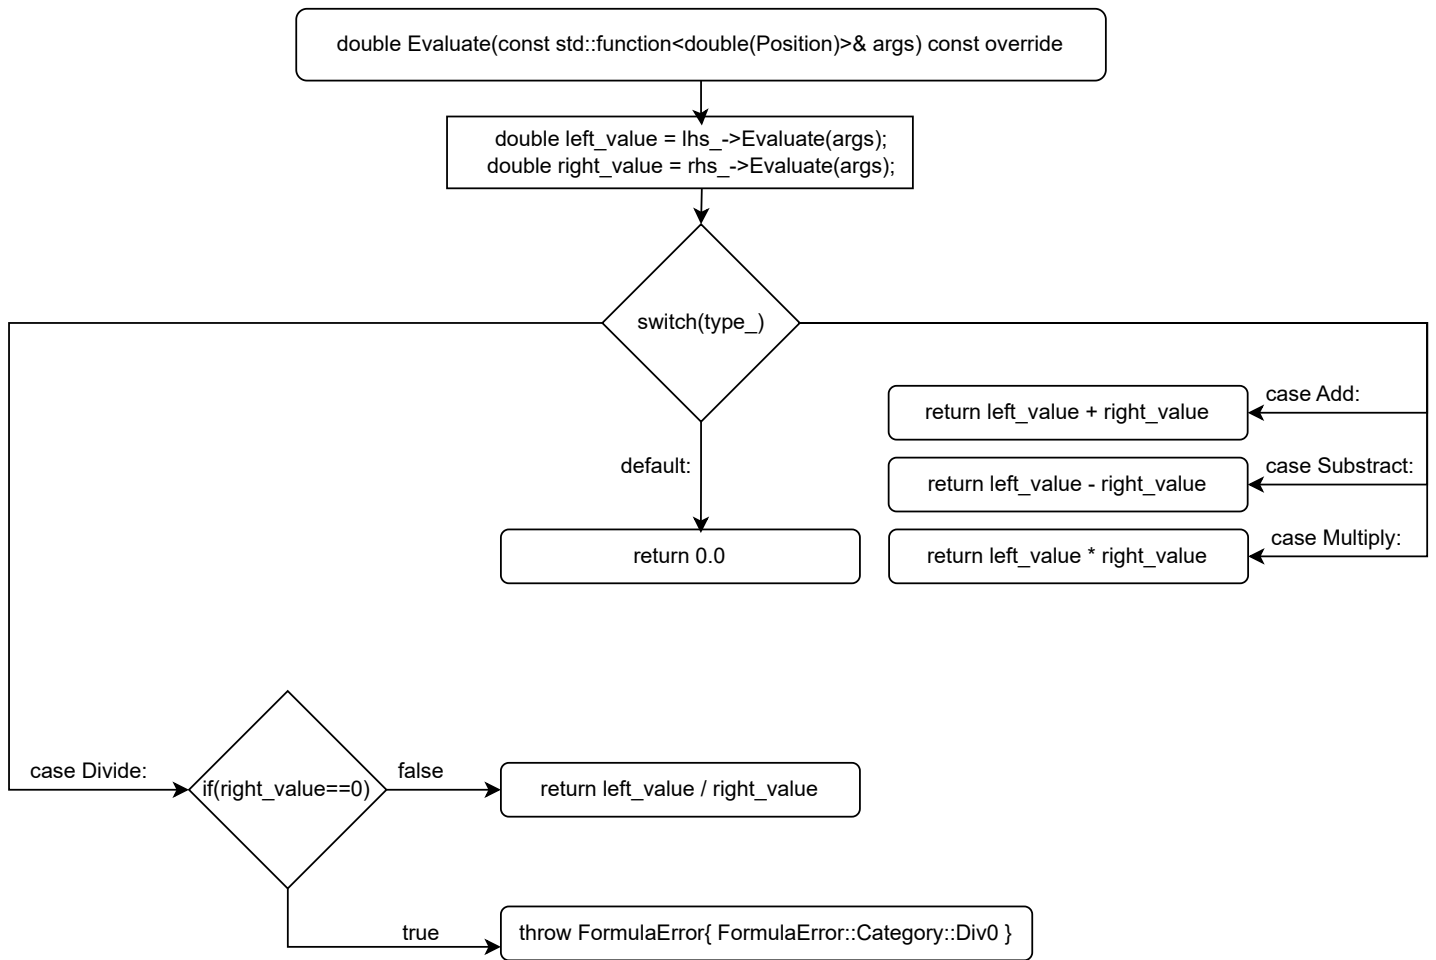 double Evaluate(const std::function<double(Position)>& args) const override
double left_value = lhs_->Evaluate(args);
double right_value = rhs_->Evaluate(args);
switch(type_)
case Add:
return left_value + right_value
default:
case Substract:
return left_value - right_value
case Multiply:
return 0.0
return left_value * right_value
case Divide:
false
if(right_value==0)
return left_value / right_value
true
throw FormulaError{ FormulaError::Category::Div0 }